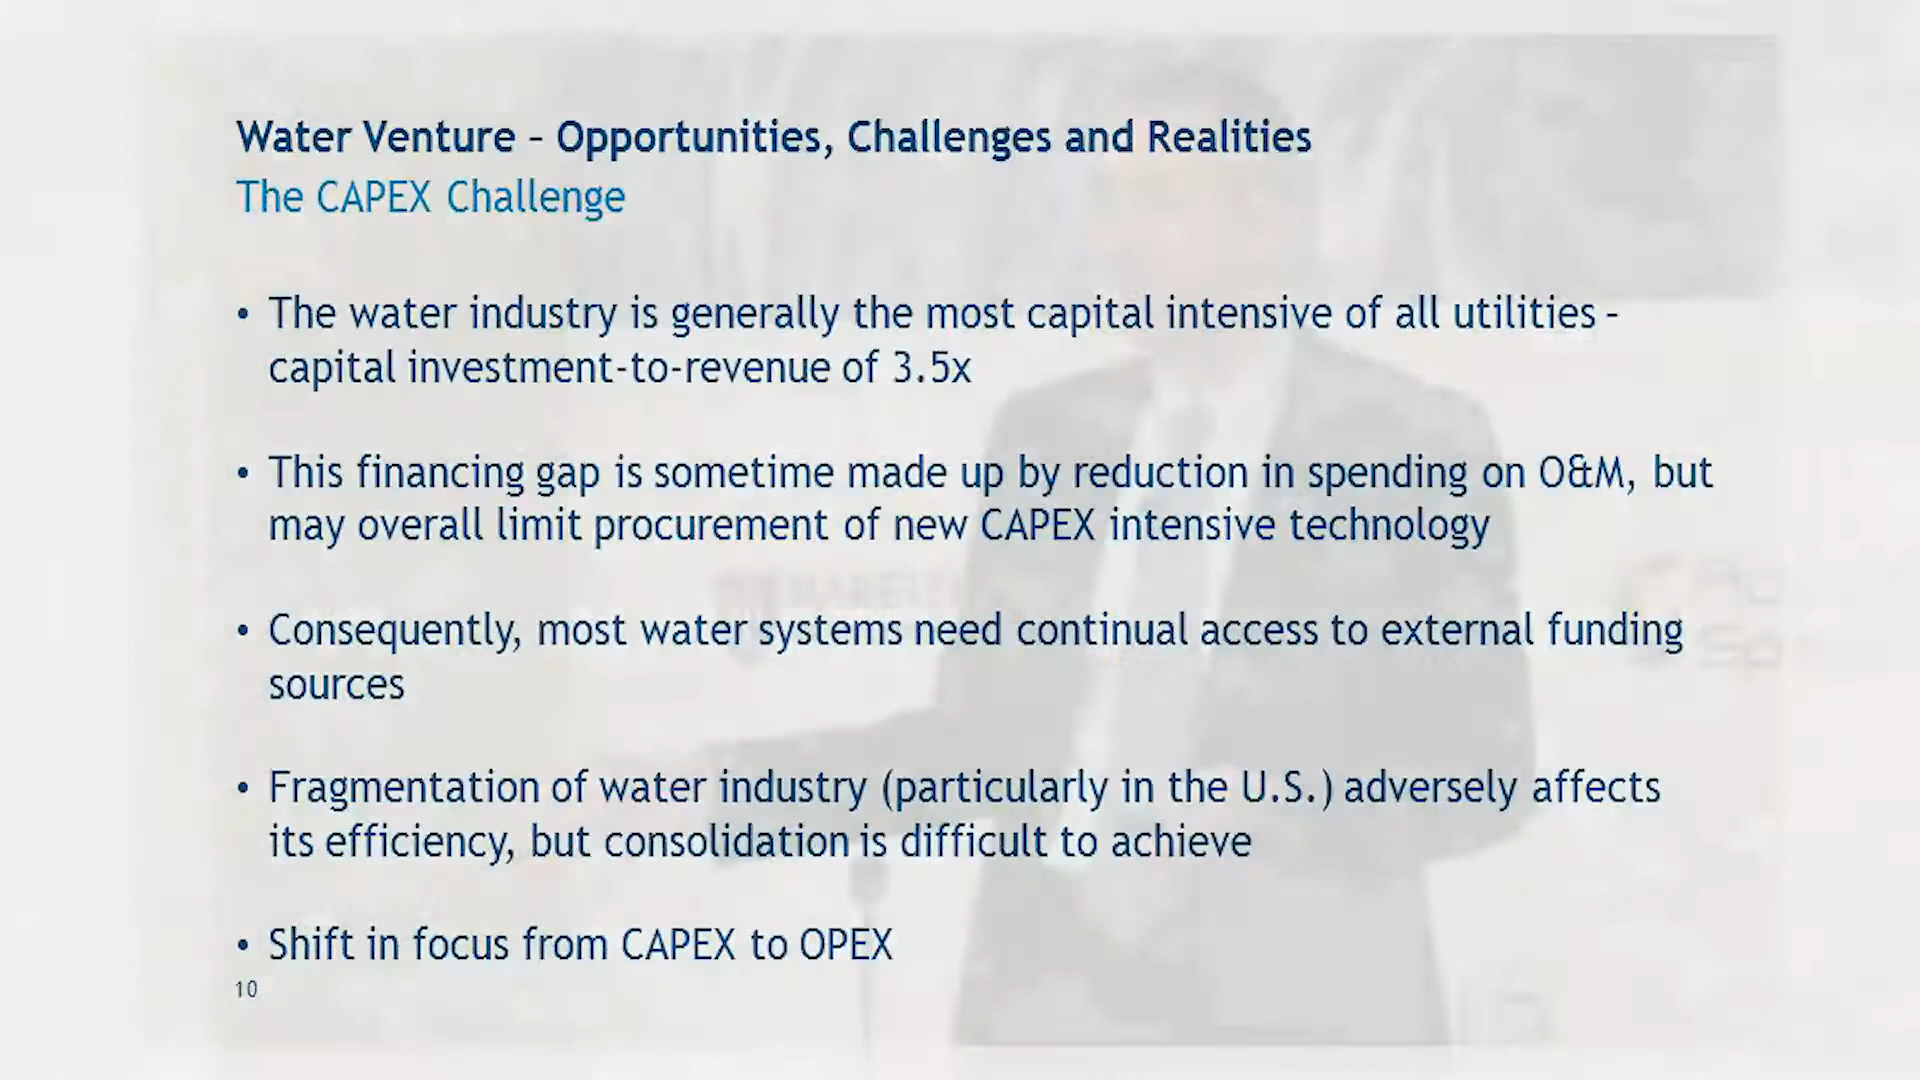 Water Venture – Opportunities, Challenges and Realities
The CAPEX Challenge
• The water industry is generally the most capital intensive of all utilities –
capital investment-to-revenue of 3.5x
• This financing gap is sometime made up by reduction in spending on O&M, but
may overall limit procurement of new CAPEX intensive technology
• Consequently, most water systems need continual access to external funding
sources
• Fragmentation of water industry (particularly in the U.S.) adversely affects
its efficiency, but consolidation is difficult to achieve
• Shift in focus from CAPEX to OPEX
10